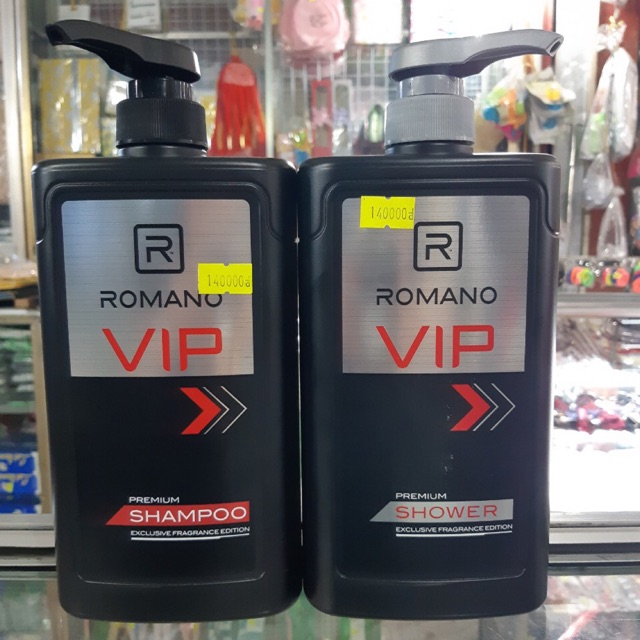 R
ROMANO
140000đ
VIP
PREMIUM
SHAMPOO
EXCLUSIVE FRAGRANCE EDITION
140000đ
R
ROMANO
VIP
PREMIUM
SHOWER
EXCLUSIVE FRAGRANCE EDITION